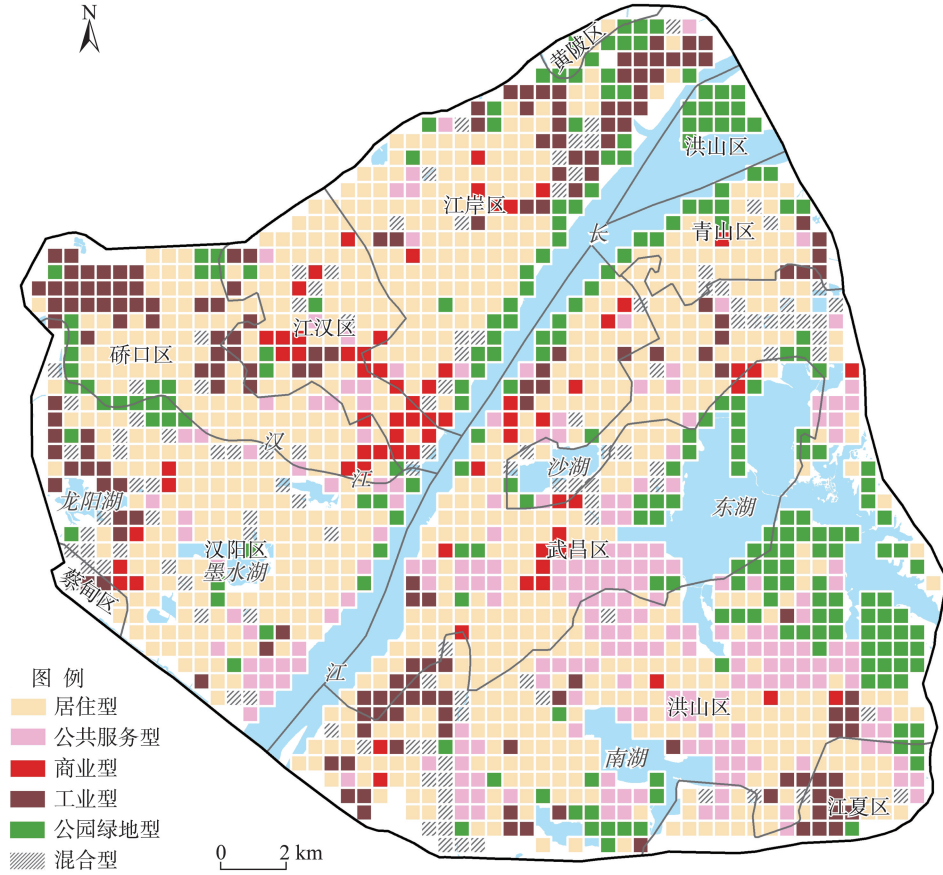 N
黄陂区
洪山区
江岸区
长
青山区
江汉区
硚口区
汉
江
沙湖
龙阳湖
东湖
汉阳区
墨水湖
武昌区
蔡甸区
江
洪山区
南湖
江夏区
图 例
居住型
公共服务型
商业型
工业型
公园绿地型
混合型
0 2 km